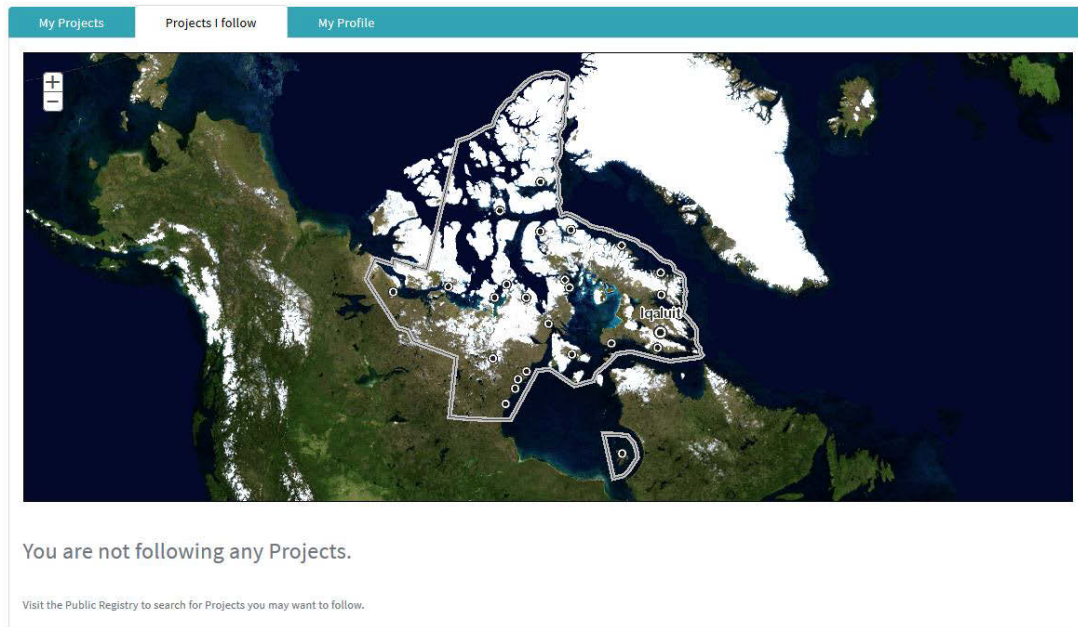 My Projects
Projects I follow
My Profile
+
−
Iqaluit
You are not following any Projects.
Visit the Public Registry to search for Projects you may want to follow.